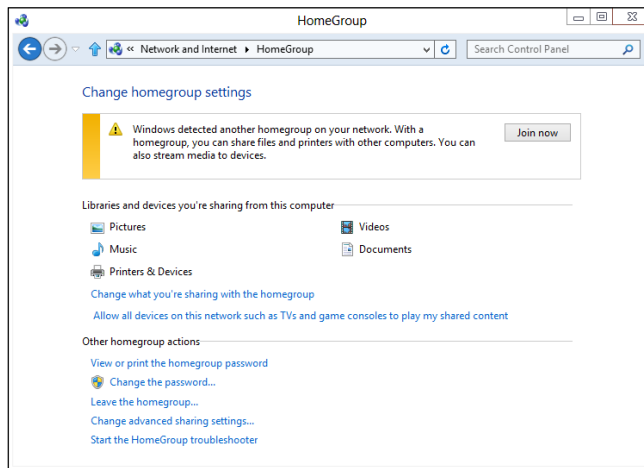 HomeGroup
« Network and Internet ▸ HomeGroup
Search Control Panel
Change homegroup settings
Windows detected another homegroup on your network. With a
homegroup, you can share files and printers with other computers. You can
also stream media to devices.
Join now
Libraries and devices you're sharing from this computer
Pictures
Videos
Music
Documents
Printers & Devices
Change what you're sharing with the homegroup
Allow all devices on this network such as TVs and game consoles to play my shared content
Other homegroup actions
View or print the homegroup password
Change the password...
Leave the homegroup...
Change advanced sharing settings...
Start the HomeGroup troubleshooter